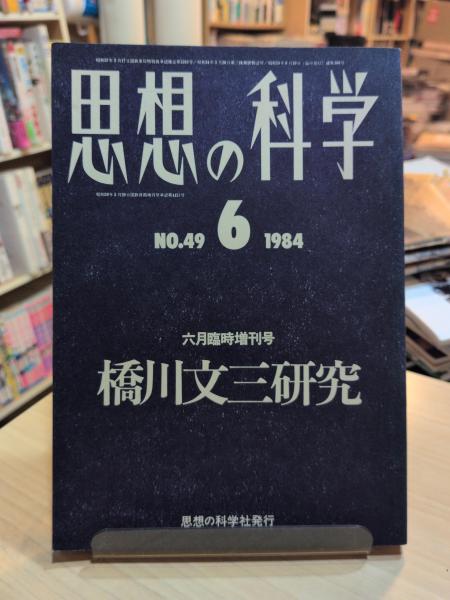 思想の科学
NO.49 6 1984
六月臨時増刊号
橋川文三研究
思想の科学社発行